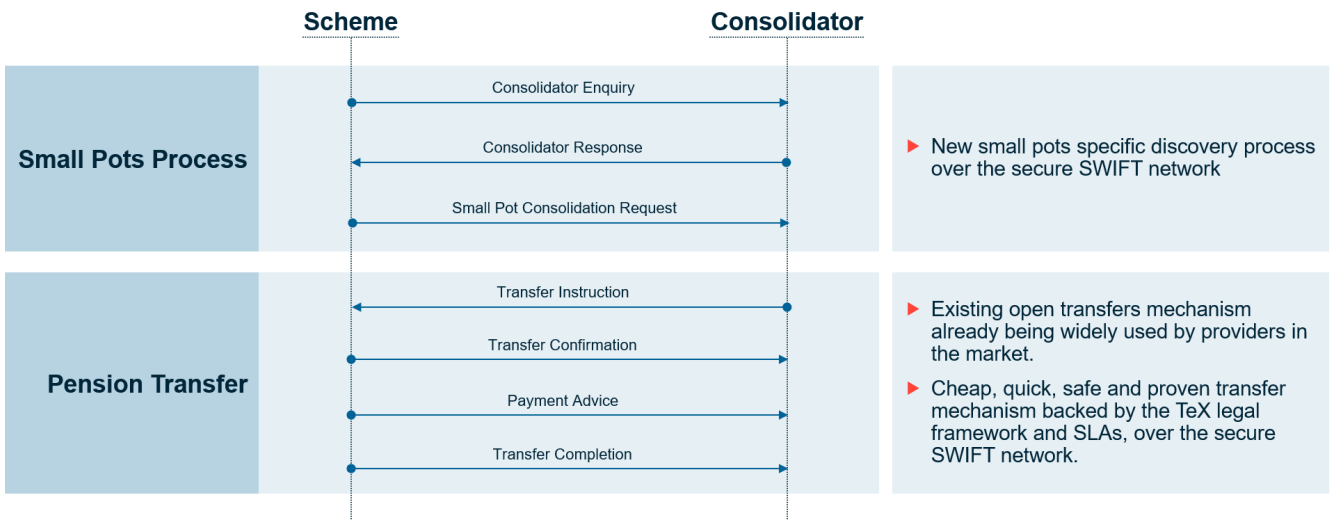 Scheme
Consolidator
Small Pots Process
Consolidator Enquiry
Consolidator Response
Small Pot Consolidation Request
New small pots specific discovery process
over the secure SWIFT network
Pension Transfer
Transfer Instruction
Transfer Confirmation
Payment Advice
Transfer Completion
Existing open transfers mechanism
already being widely used by providers in
the market.
Cheap, quick, safe and proven transfer
mechanism backed by the TeX legal
framework and SLAs, over the secure
SWIFT network.